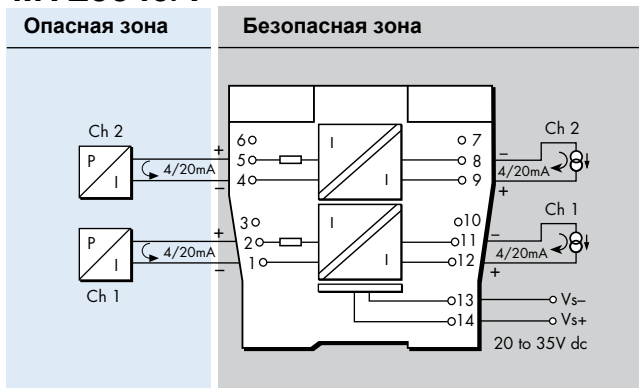 Опасная зона
Безопасная зона
Ch 2
P
I
4/20mA
+
–
6
5
4
I
I
7
8
9
–
+
4/20mA
Ch 2
P
I
Ch 1
4/20mA
+
–
3
2
1
I
I
10
11
12
–
+
4/20mA
Ch 1
13
14
Vs–
Vs+
20 to 35V dc